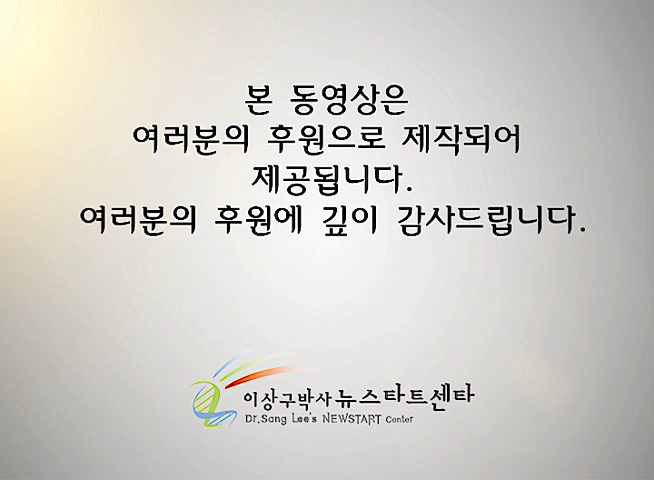 본 동영상은
여러분의 후원으로 제작되어
제공됩니다.
여러분의 후원에 깊이 감사드립니다.
이상구박사 뉴스타트센타
Dr.Sang Lee's NEWSTART Center